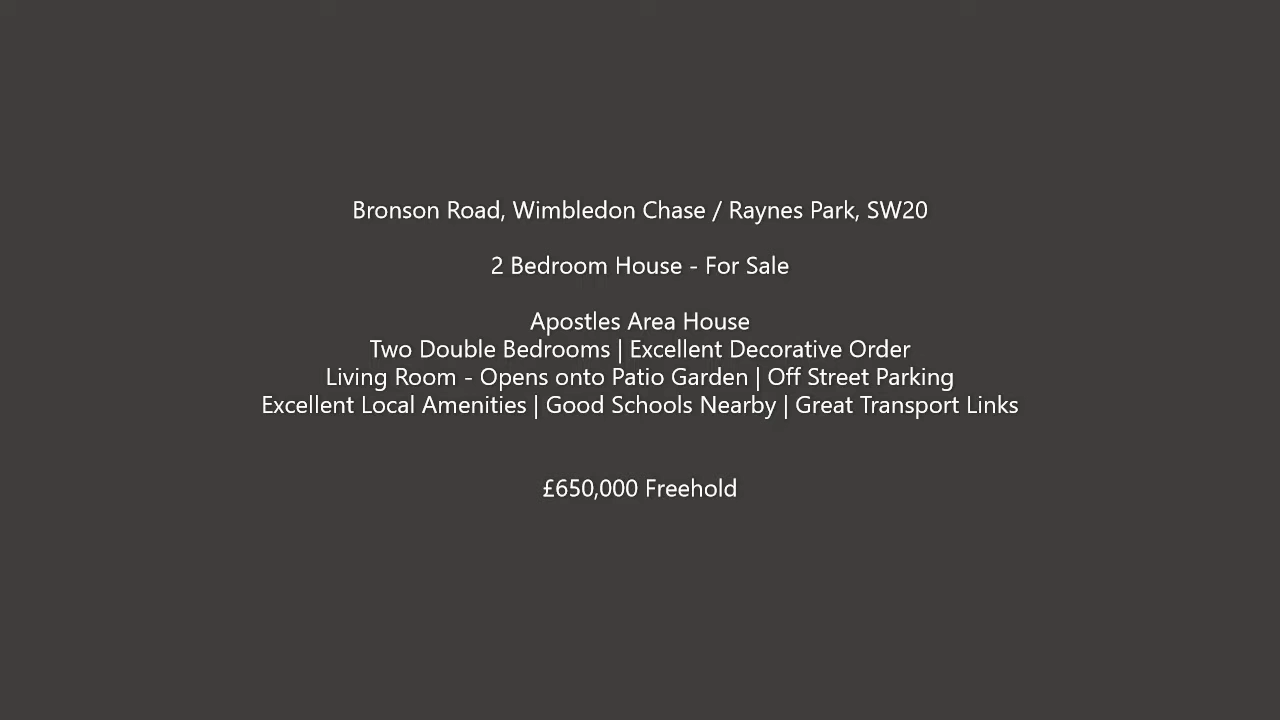 Bronson Road, Wimbledon Chase / Raynes Park, SW20
2 Bedroom House - For Sale
Apostles Area House
Two Double Bedrooms | Excellent Decorative Order
Living Room - Opens onto Patio Garden | Off Street Parking
Excellent Local Amenities | Good Schools Nearby | Great Transport Links
£650,000 Freehold